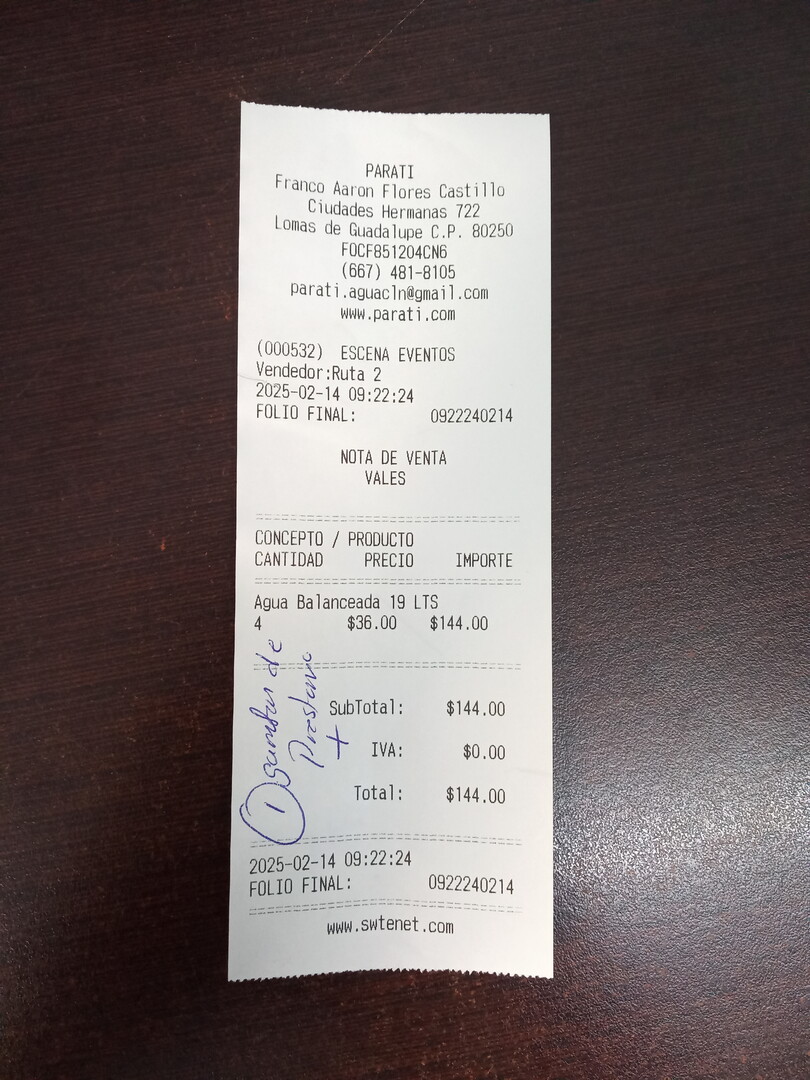 PARATI
Franco Aaron Flores Castillo
Ciudades Hermanas 722
Lomas de Guadalupe C.P. 80250
FOCF851204CN6
(667) 481-8105
parati.aguacln@gmail.com
www.parati.com
(000532) ESCENA EVENTOS
Vendedor:Ruta 2
2025-02-14 09:22:24
FOLIO FINAL: 0922240214
NOTA DE VENTA
VALES
CONCEPTO / PRODUCTO
CANTIDAD PRECIO IMPORTE
Agua Balanceada 19 LTS
4 $36.00 $144.00
SubTotal: $144.00
IVA: $0.00
Total: $144.00
1
de
+
2025-02-14 09:22:24
FOLIO FINAL: 0922240214
www.swtenet.com